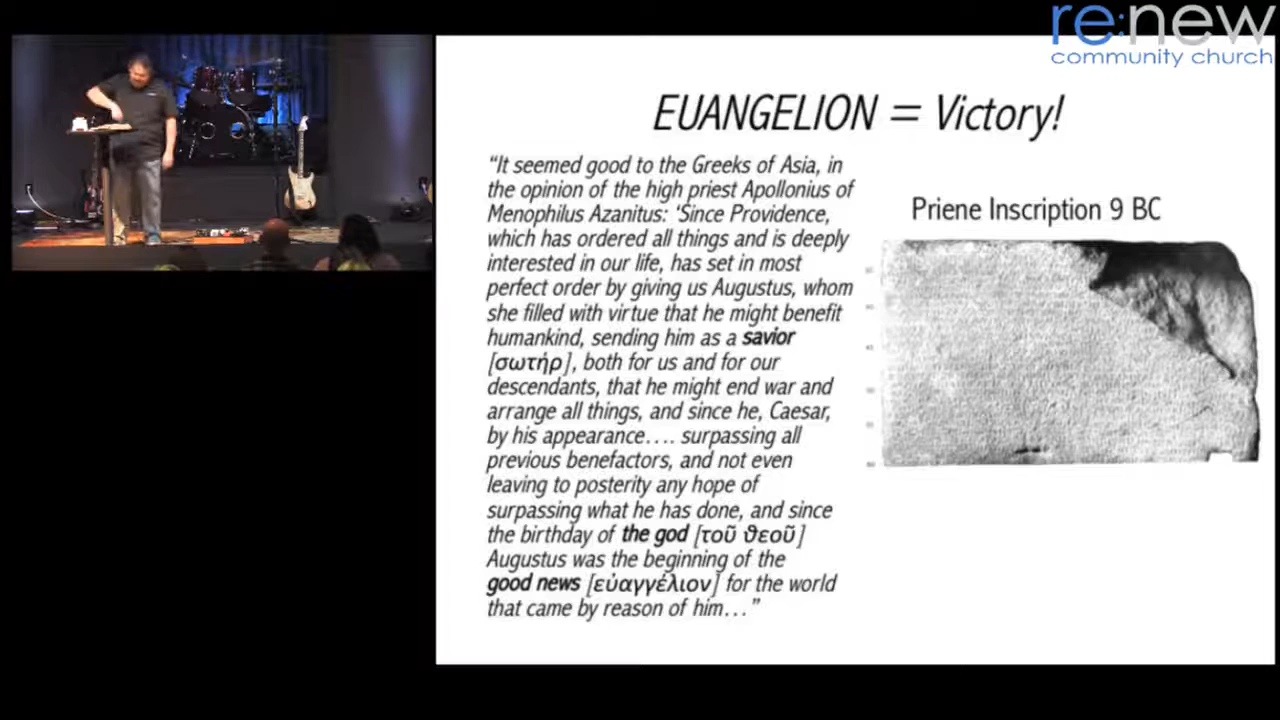 re:new
community church
EUANGELION = Victory!
“It seemed good to the Greeks of Asia, in
the opinion of the high priest Apollonius of
Menophilus Azanitus: ‘Since Providence,
which has ordered all things and is deeply
interested in our life, has set in most
perfect order by giving us Augustus, whom
she filled with virtue that he might benefit
humankind, sending him as a savior
[σωτήρ], both for us and for our
descendants, that he might end war and
arrange all things, and since he, Caesar,
by his appearance…. surpassing all
previous benefactors, and not even
leaving to posterity any hope of
surpassing what he has done, and since
the birthday of the god [τοῦ ϑεοῦ]
Augustus was the beginning of the
good news [εὐαγγέλιον] for the world
that came by reason of him…”
Priene Inscription 9 BC